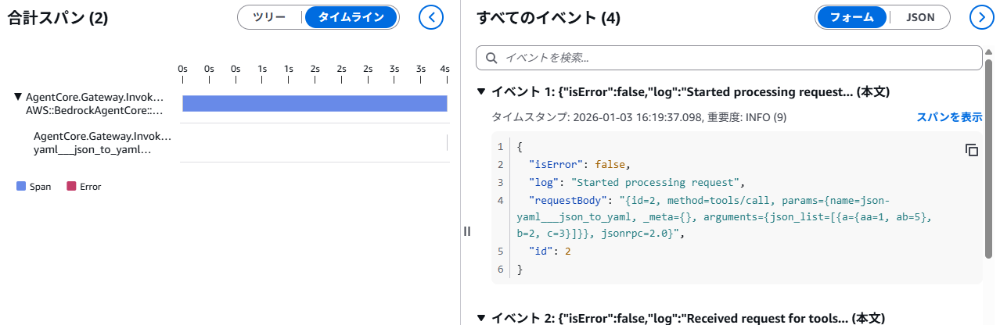 合計スパン (2)
ツリー
タイムライン
0s 0s 0s 1s 1s 2s 2s 3s 3s 3s 4s
AgentCore.Gateway.Invok…
AWS::BedrockAgentCore::…
AgentCore.Gateway.Invok…
yaml___json_to_yaml…
Span
Error
すべてのイベント (4)
フォーム
JSON
イベントを検索...
イベント 1: {"isError":false,"log":"Started processing request... (本文)
タイムスタンプ: 2026-01-03 16:19:37.098, 重要度: INFO (9)
スパンを表示
1 {
2 "isError": false,
3 "log": "Started processing request",
4 "requestBody": "{id=2, method=tools/call, params={name=json-
yaml___json_to_yaml, _meta={}, arguments={json_list=[{a={aa=1, ab=5},
b=2, c=3}]}}, jsonrpc=2.0}",
5 "id": 2
6 }
イベント 2: {"isError":false,"log":"Received request for tools... (本文)